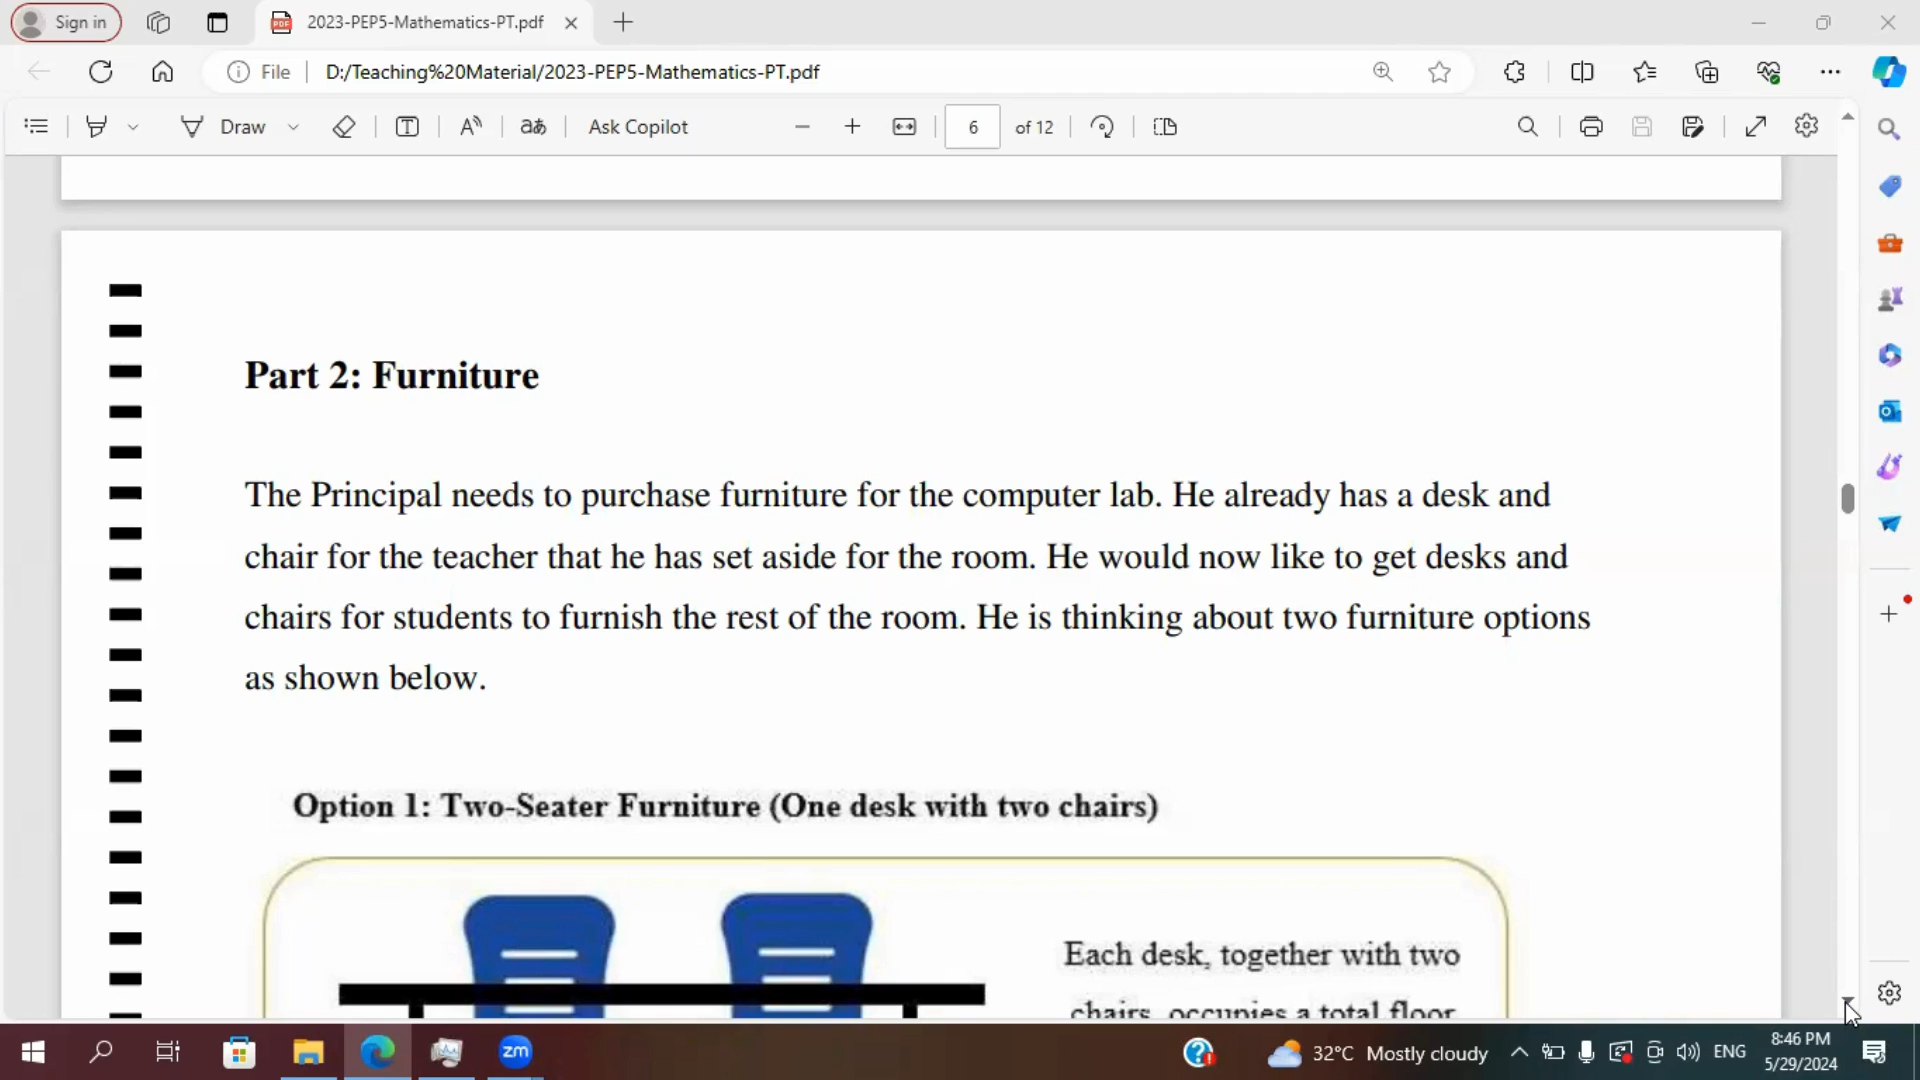 Sign in
2023-PEP5-Mathematics-PT.pdf
File
D:/Teaching%20Material/2023-PEP5-Mathematics-PT.pdf
Draw
Ask Copilot
6 of 12
Part 2: Furniture
The Principal needs to purchase furniture for the computer lab. He already has a desk and
chair for the teacher that he has set aside for the room. He would now like to get desks and
chairs for students to furnish the rest of the room. He is thinking about two furniture options
as shown below.
Option 1: Two-Seater Furniture (One desk with two chairs)
Each desk, together with two
chairs, occupies a total floor
zm
32°C Mostly cloudy
ENG
8:46 PM
5/29/2024